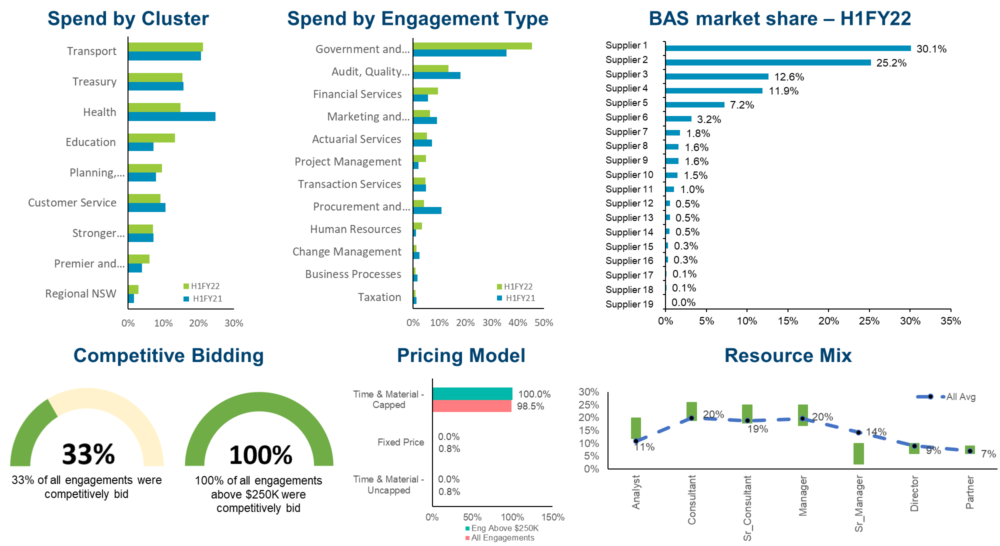 Spend by Cluster
Transport
Treasury
Health
Education
Planning,...
Customer Service
Stronger...
Premier and...
Regional NSW
H1FY22
H1FY21
0% 10% 20% 30%
Spend by Engagement Type
Government and...
Audit, Quality...
Financial Services
Marketing and...
Actuarial Services
Project Management
Transaction Services
Procurement and...
Human Resources
Change Management
Business Processes
Taxation
H1FY22
H1FY21
0% 10% 20% 30% 40% 50%
BAS market share – H1FY22
Supplier 1 30.1%
Supplier 2 25.2%
Supplier 3 12.6%
Supplier 4 11.9%
Supplier 5 7.2%
Supplier 6 3.2%
Supplier 7 1.8%
Supplier 8 1.6%
Supplier 9 1.6%
Supplier 10 1.5%
Supplier 11 1.0%
Supplier 12 0.5%
Supplier 13 0.5%
Supplier 14 0.5%
Supplier 15 0.3%
Supplier 16 0.3%
Supplier 17 0.1%
Supplier 18 0.1%
Supplier 19 0.0%
0% 5% 10% 15% 20% 25% 30% 35%
Competitive Bidding
33%
33% of all engagements were
competitively bid
100%
100% of all engagements
above $250K were
competitively bid
Pricing Model
Time & Material -
Capped
100.0%
98.5%
Fixed Price
0.0%
0.8%
Time & Material -
Uncapped
0.0%
0.8%
0% 50% 100% 150%
Eng Above $250K
All Engagements
Resource Mix
30%
25%
20%
15%
10%
5%
0%
All Avg
11%
20%
19%
20%
14%
9%
7%
Analyst
Consultant
Sr_Consultant
Manager
Sr_Manager
Director
Partner